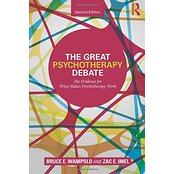 Second Edition
THE GREAT
PSYCHOTHERAPY
DEBATE
The Evidence for
What Makes Psychotherapy Work
BRUCE E. WAMPOLD AND ZAC E. IMEL